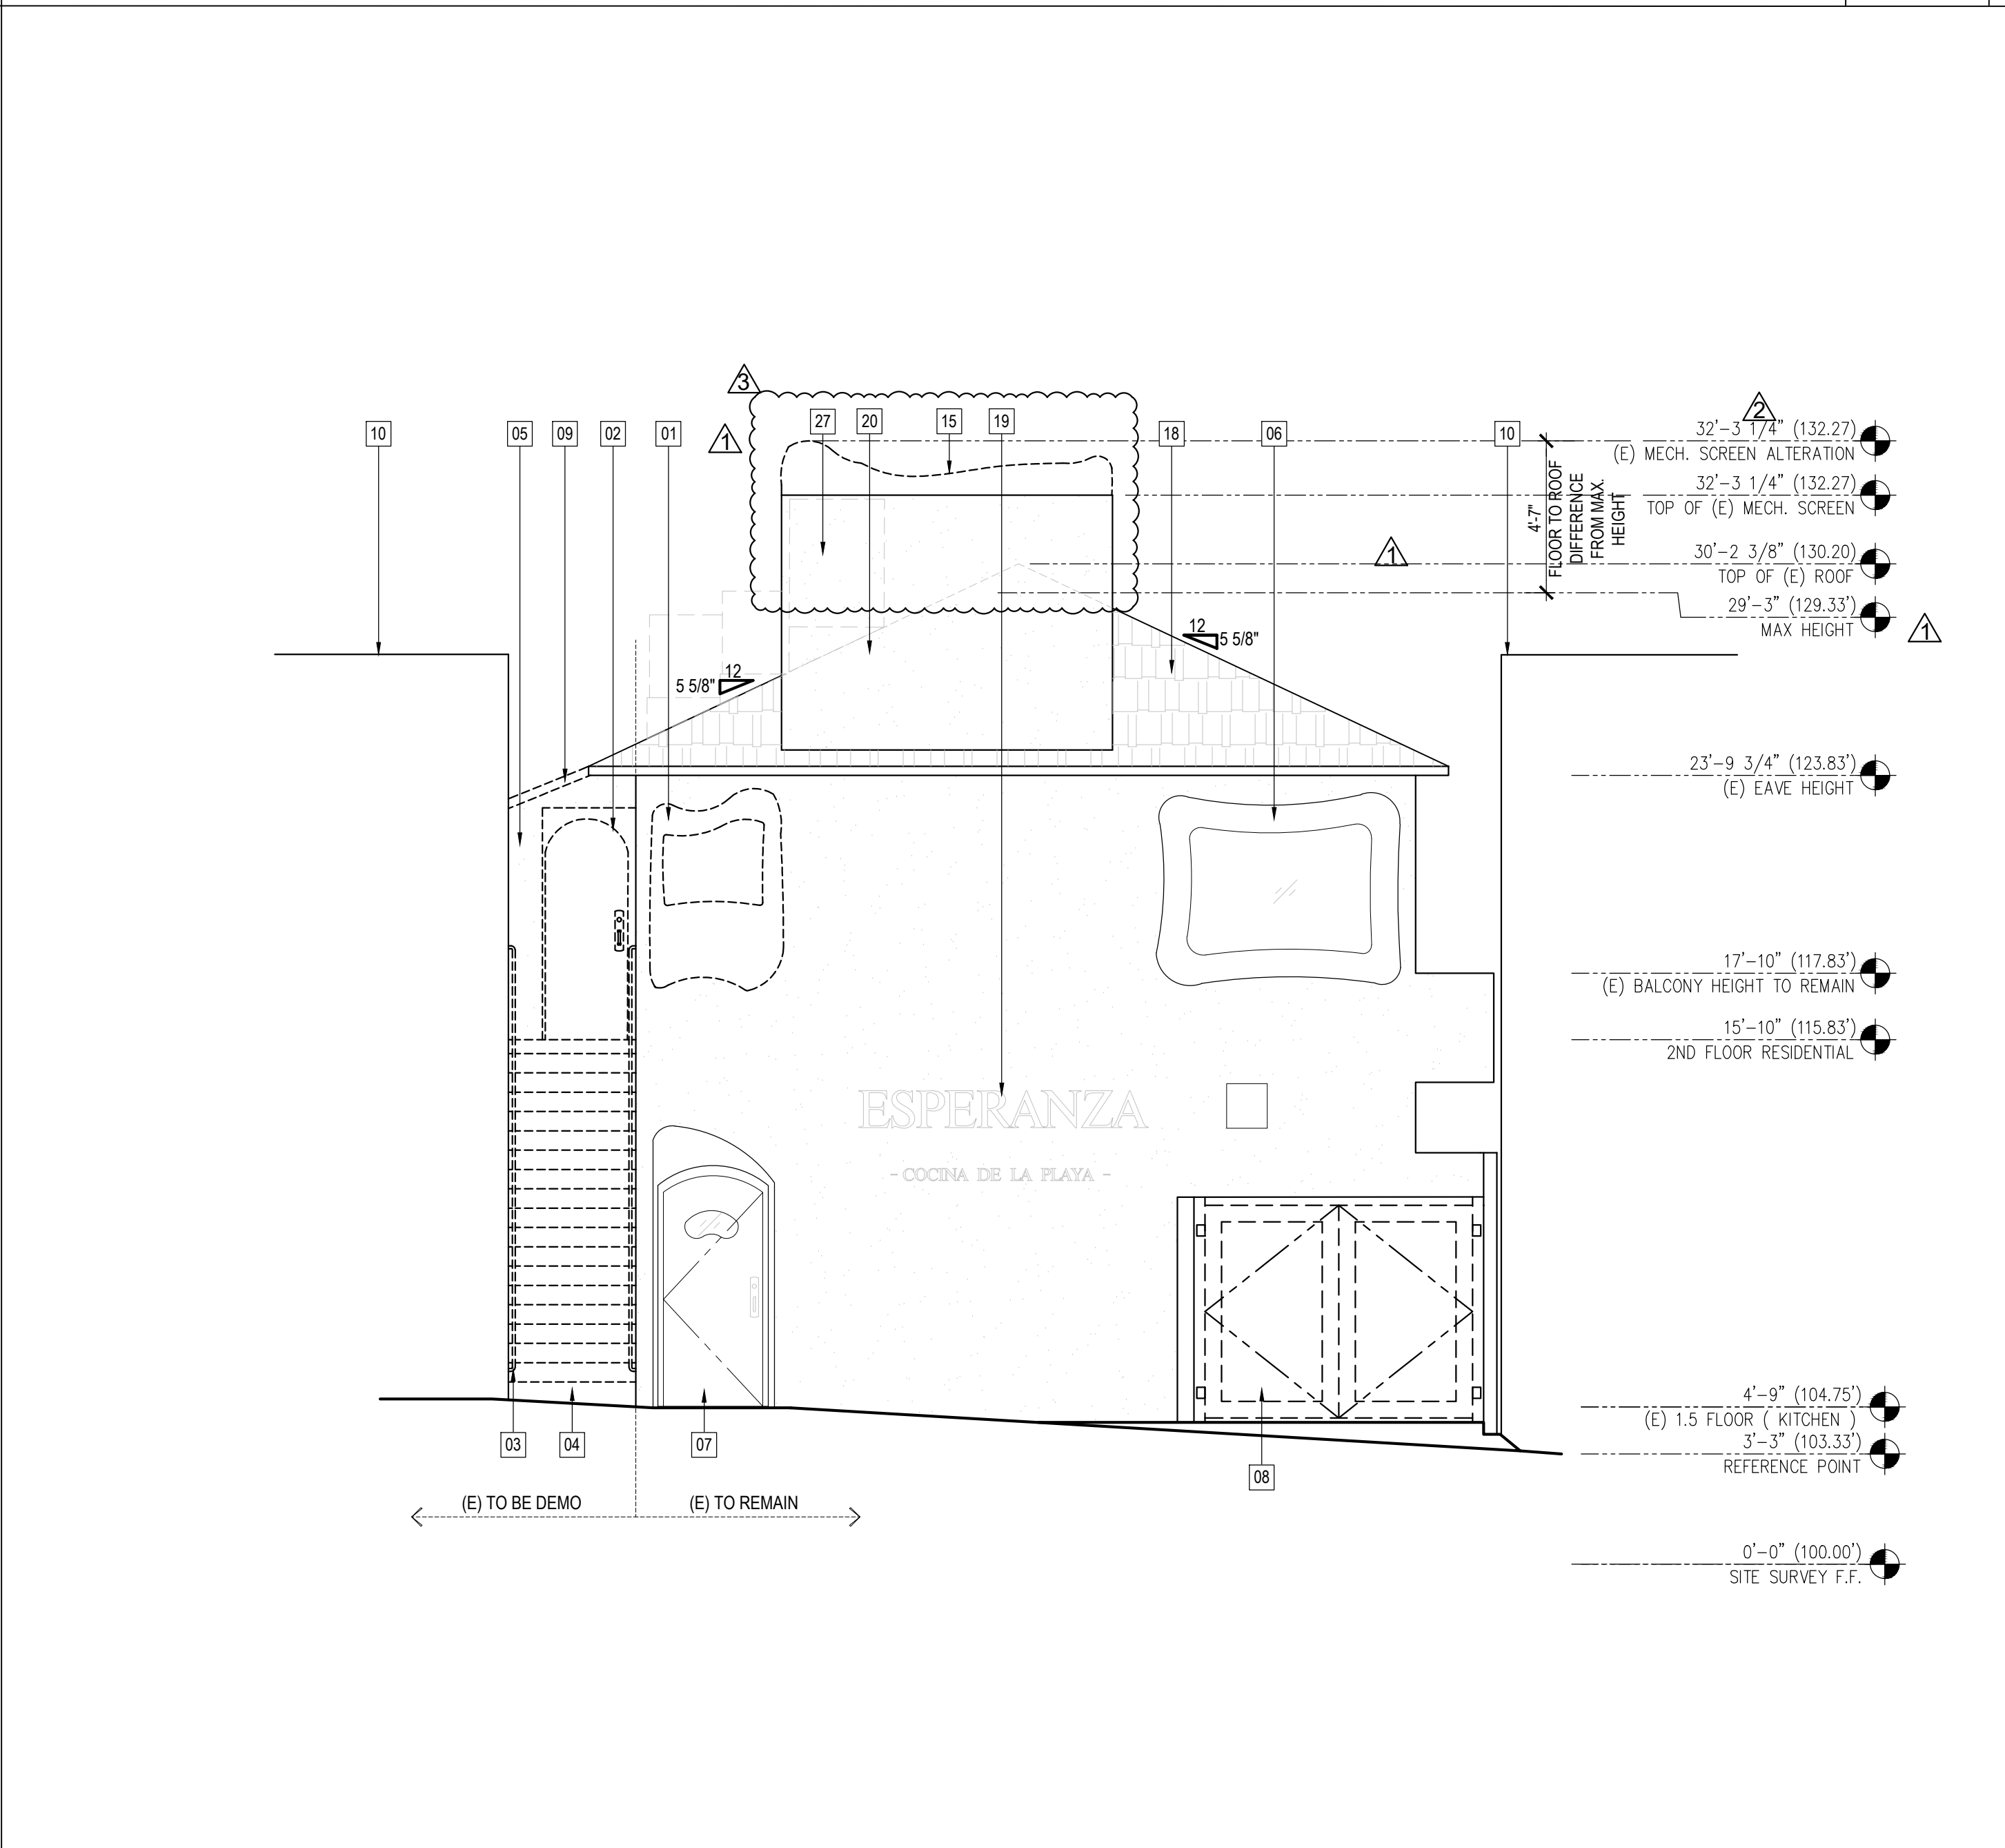 3
2
1
10
05
09
02
01
27
20
15
19
18
06
10
32'-3 1/4" (132.27)
(E) MECH. SCREEN ALTERATION
32'-3 1/4" (132.27)
TOP OF (E) MECH. SCREEN
4'-7"
FLOOR TO ROOF
DIFFERENCE
FROM MAX.
HEIGHT
1
30'-2 3/8" (130.20)
TOP OF (E) ROOF
29'-3" (129.33')
MAX HEIGHT
1
12
5 5/8"
12
5 5/8"
23'-9 3/4" (123.83')
(E) EAVE HEIGHT
17'-10" (117.83')
(E) BALCONY HEIGHT TO REMAIN
15'-10" (115.83')
2ND FLOOR RESIDENTIAL
ESPERANZA
- COCINA DE LA PLAYA -
4'-9" (104.75')
(E) 1.5 FLOOR ( KITCHEN )
3'-3" (103.33')
REFERENCE POINT
03
04
07
08
(E) TO BE DEMO
(E) TO REMAIN
0'-0" (100.00')
SITE SURVEY F.F.